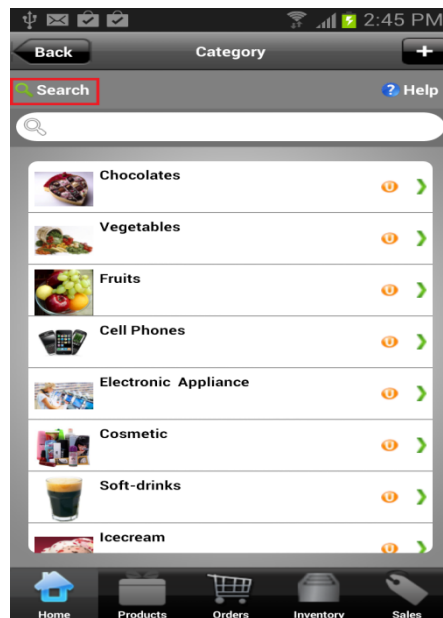 2:45 PM
Back Category +
Search ? Help
Chocolates
Vegetables
Fruits
Cell Phones
Electronic Appliance
Cosmetic
Soft-drinks
Icecream
Home Products Orders Inventory Sales